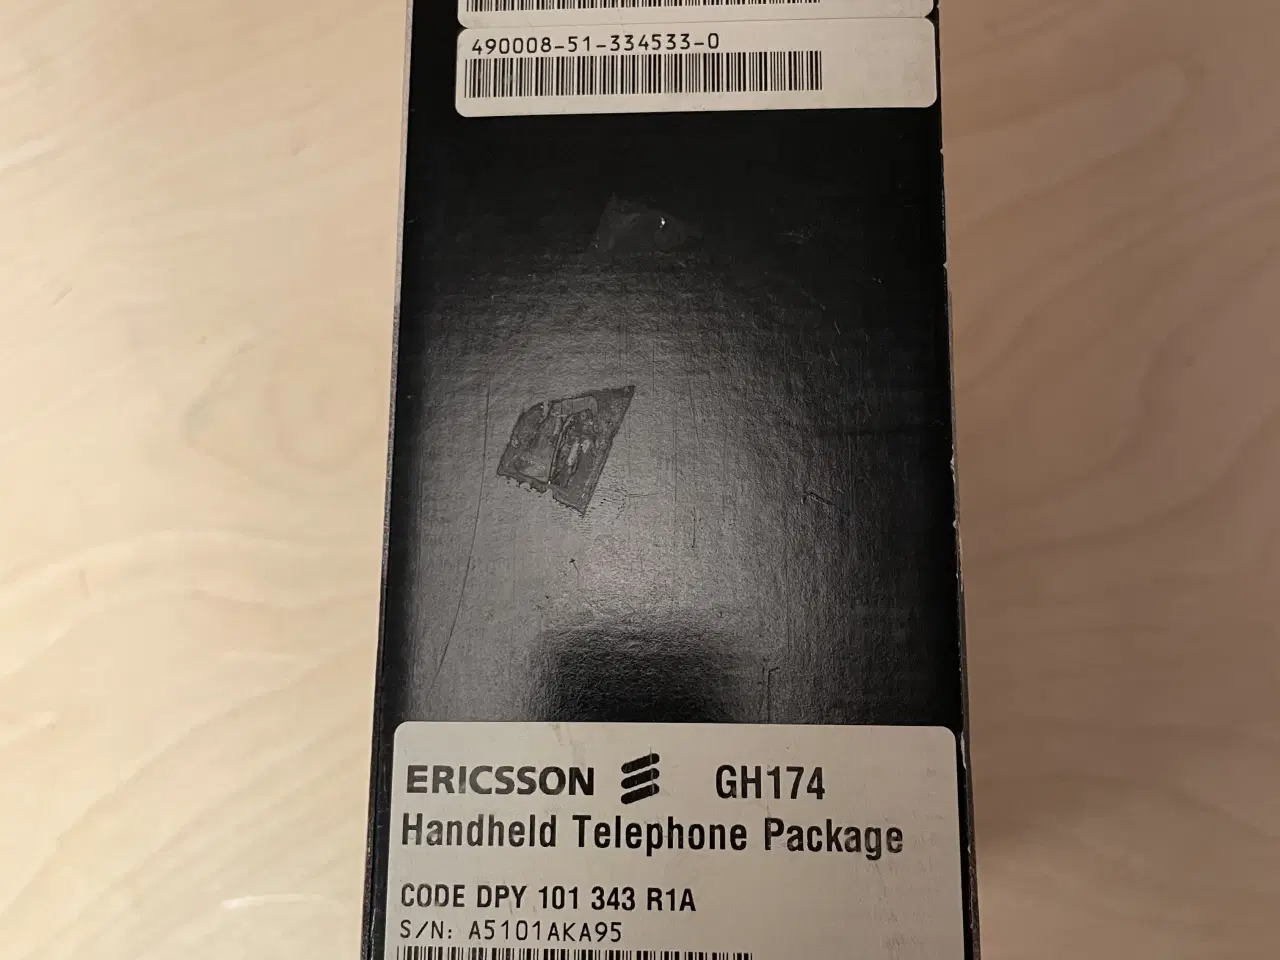 490008-51-334533-0
ERICSSON GH174
Handheld Telephone Package
CODE DPY 101 343 R1A
S/N: A5101AKA95